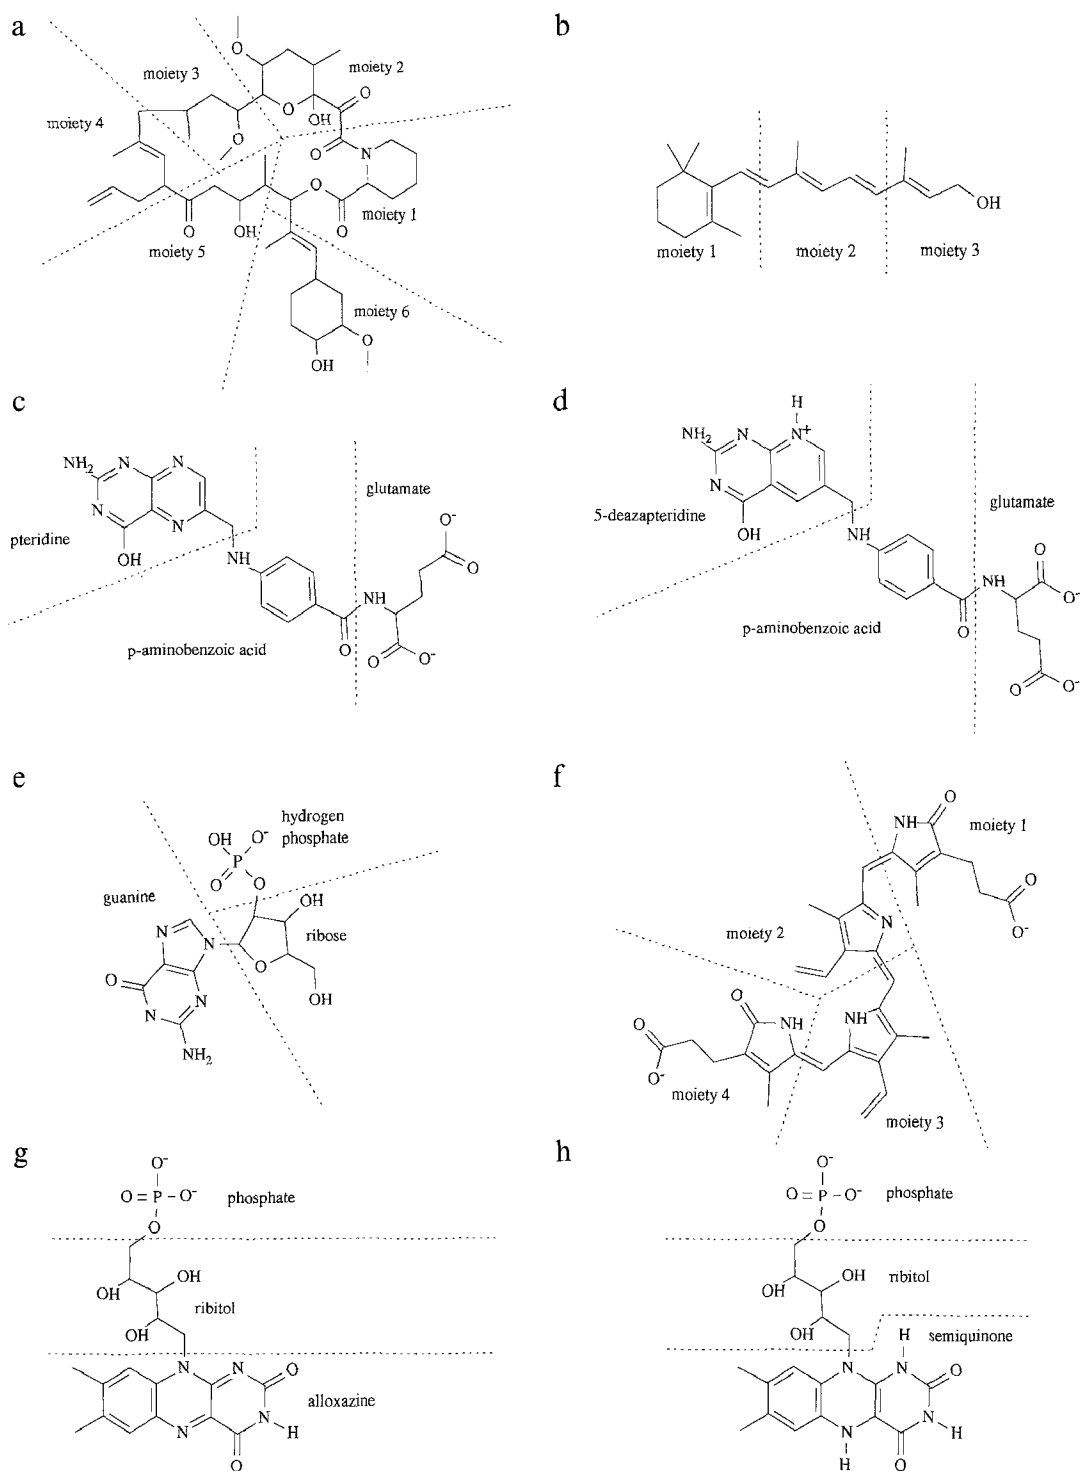 a
O
moiety 2
moiety 3
O
O
OH
moiety 4
O
O
N
O
O
O
OH
moiety 1
moiety 5
moiety 6
O
OH
b
OH
moiety 1
moiety 2
moiety 3
c
NH2
N
N
N
N
OH
pteridine
NH
glutamate
O-
O
NH
O
O
O-
p-aminobenzoic acid
d
H
N+
NH2
N
N
OH
5-deazapteridine
NH
glutamate
O
NH
O-
O
O
O-
p-aminobenzoic acid
e
hydrogen
phosphate
OH
O-
P
O
O
guanine
OH
ribose
N
N
O
O
N
N
OH
NH2
f
O
NH
moiety 1
O
O-
N
moiety 2
O
NH
NH
O
O-
moiety 4
moiety 3
g
O-
O=P-O-
phosphate
O
OH
OH
OH
ribitol
N
N
O
alloxazine
N
N-H
O
h
O-
O=P-O-
phosphate
O
OH
OH
OH
ribitol
H
semiquinone
N
N
O
N
N
H
H
O